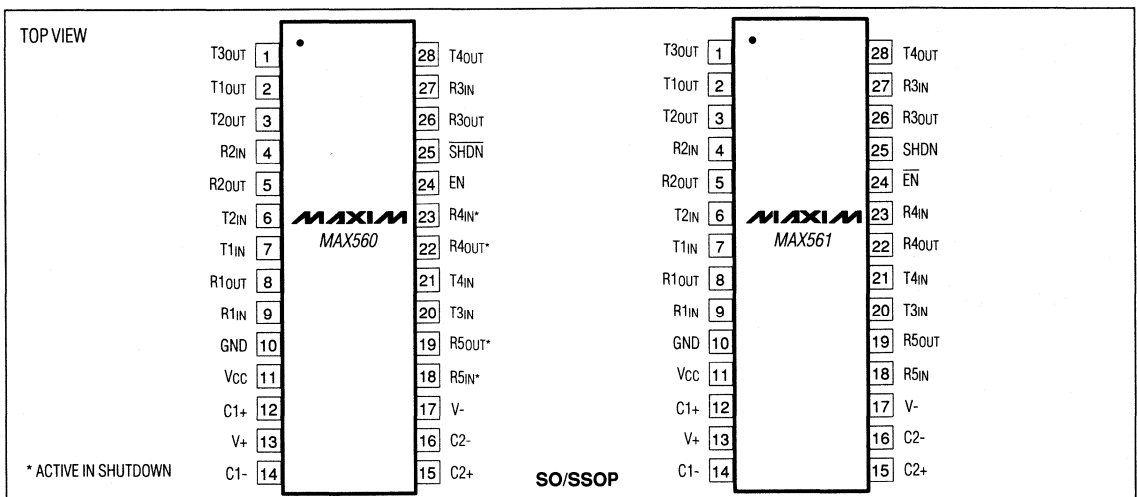 TOP VIEW
T3OUT 1
T1OUT 2
T2OUT 3
R2IN 4
R2OUT 5
T2IN 6
T1IN 7
R1OUT 8
R1IN 9
GND 10
VCC 11
C1+ 12
V+ 13
C1- 14
MAXIM
MAX560
28 T4OUT
27 R3IN
26 R3OUT
25 SHDN
24 EN
23 R4IN*
22 R4OUT*
21 T4IN
20 T3IN
19 R5OUT*
18 R5IN*
17 V-
16 C2-
15 C2+
* ACTIVE IN SHUTDOWN
SO/SSOP
T3OUT 1
T1OUT 2
T2OUT 3
R2IN 4
R2OUT 5
T2IN 6
T1IN 7
R1OUT 8
R1IN 9
GND 10
VCC 11
C1+ 12
V+ 13
C1- 14
MAXIM
MAX561
28 T4OUT
27 R3IN
26 R3OUT
25 SHDN
24 EN
23 R4IN
22 R4OUT
21 T4IN
20 T3IN
19 R5OUT
18 R5IN
17 V-
16 C2-
15 C2+